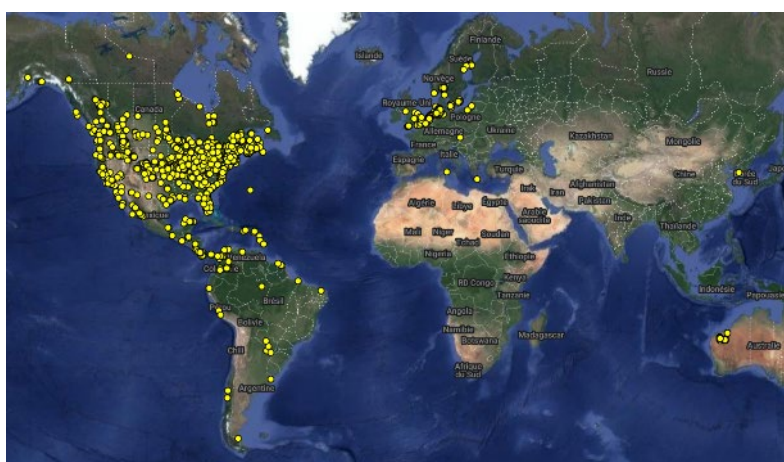 Islande
Finlande
Suède
Norvège
Russie
Canada
Royaume-Uni
Pologne
Allemagne
Ukraine
France
Kazakhstan
Mongolie
Italie
Espagne
Turquie
Chine
du Sud
Irak
Iran
Afghanistan
Pakistan
Algérie
Libye
Égypte
Arabie
saoudite
Inde
Mali
Niger
Soudan
Tchad
Thaïlande
Nigeria
Éthiopie
Venezuela
Kenya
RD Congo
Indonésie
Tanzanie
Brésil
Pérou
Angola
Bolivie
Namibie
Madagascar
Botswana
Chili
Australie
Afrique
du Sud
Argentine